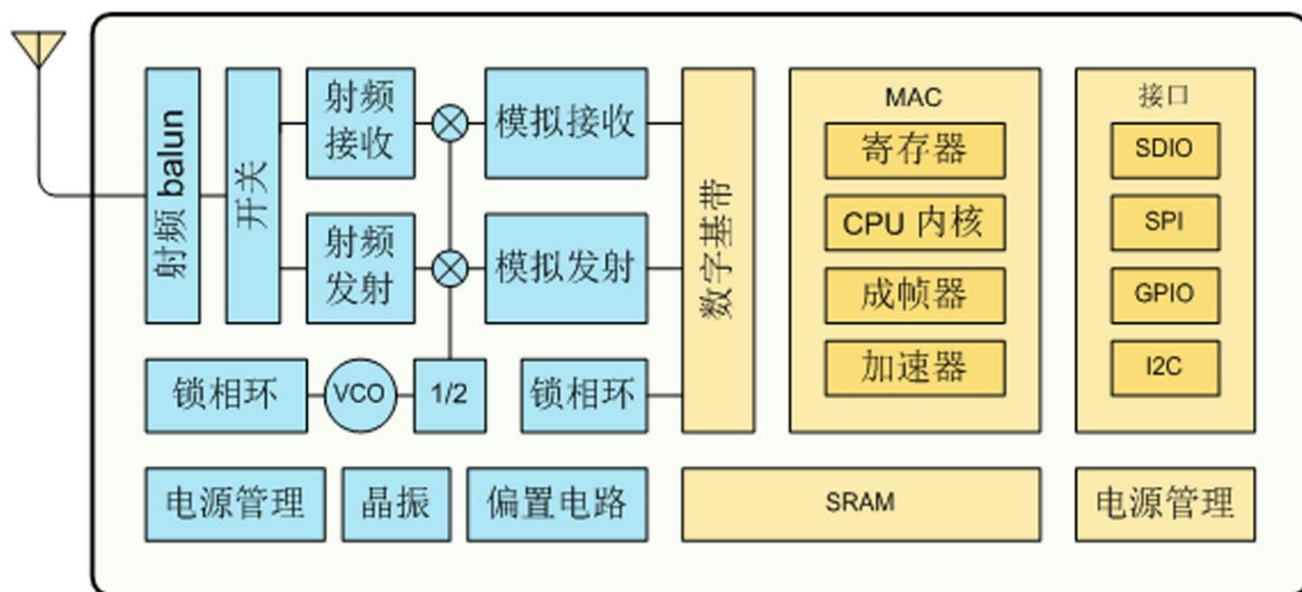 射频 balun
开关
射频
接收
模拟接收
射频
发射
模拟发射
锁相环
VCO
1/2
锁相环
数字基带
MAC
寄存器
CPU 内核
成帧器
加速器
接口
SDIO
SPI
GPIO
I2C
电源管理
晶振
偏置电路
SRAM
电源管理